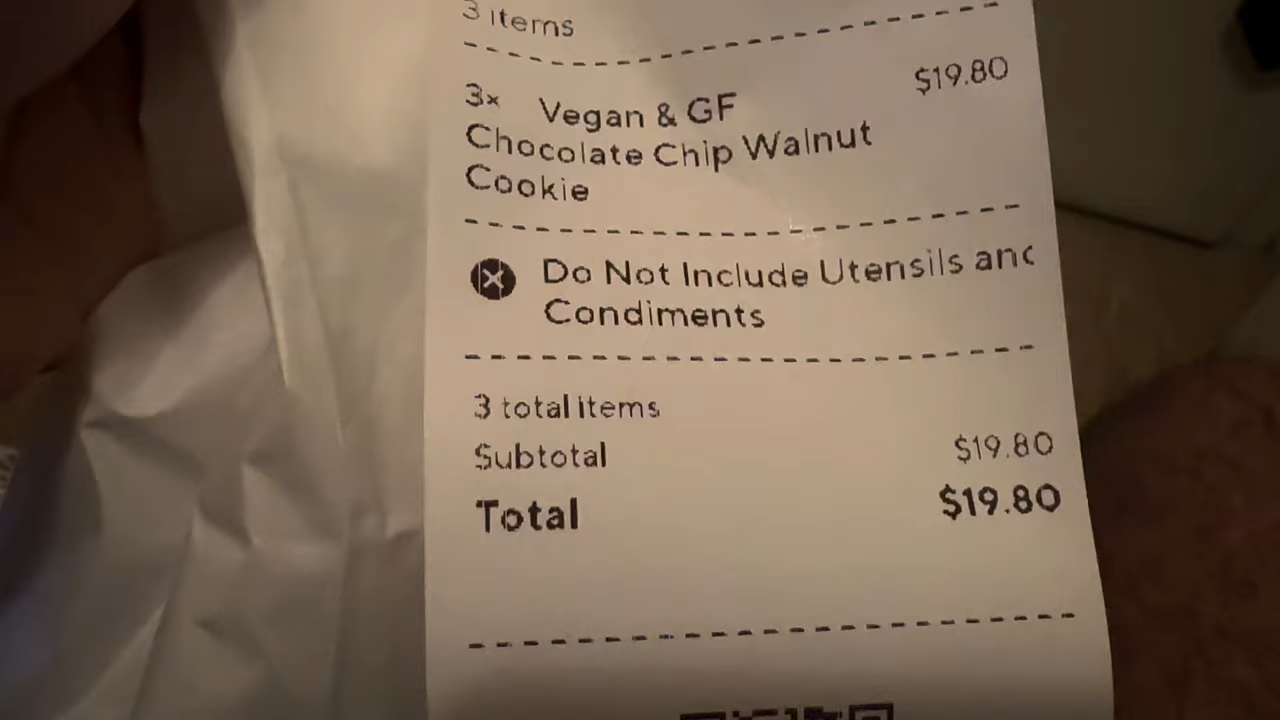 3 items
3x Vegan & GF $19.80
Chocolate Chip Walnut
Cookie
Do Not Include Utensils and
Condiments
3 total items
Subtotal $19.80
Total $19.80